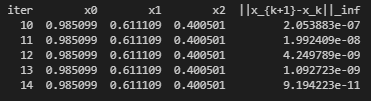 iter x0 x1 x2 ||x_{k+1}-x_k||_inf
10 0.985099 0.611109 0.400501 2.053883e-07
11 0.985099 0.611109 0.400501 1.992409e-08
12 0.985099 0.611109 0.400501 4.249789e-09
13 0.985099 0.611109 0.400501 1.092723e-09
14 0.985099 0.611109 0.400501 9.194223e-11